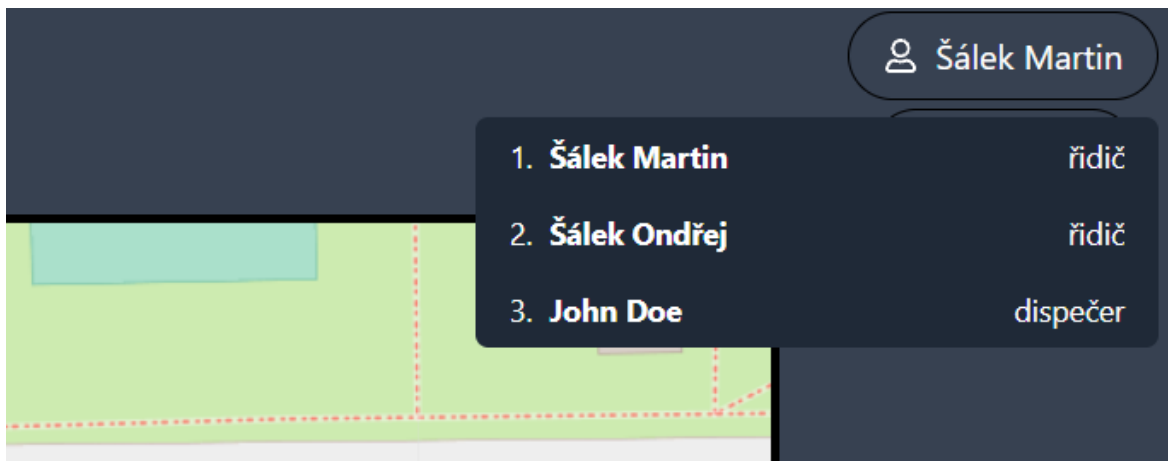 Šálek Martin
1. Šálek Martin řidič
2. Šálek Ondřej řidič
3. John Doe dispečer